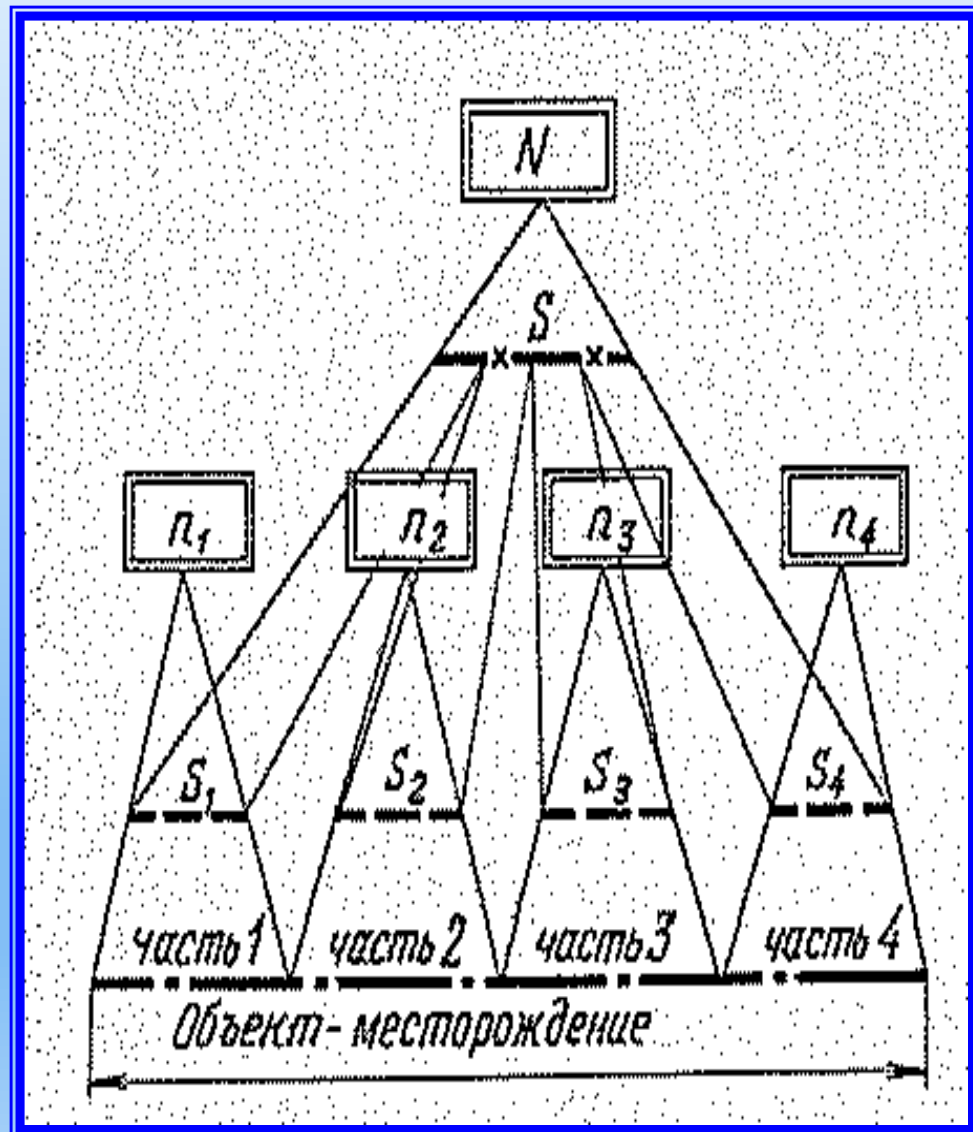 N
S
n₁ n₂ n₃ n₄
S₁ S₂ S₃ S₄
часть 1 часть 2 часть 3 часть 4
Объект - месторождение